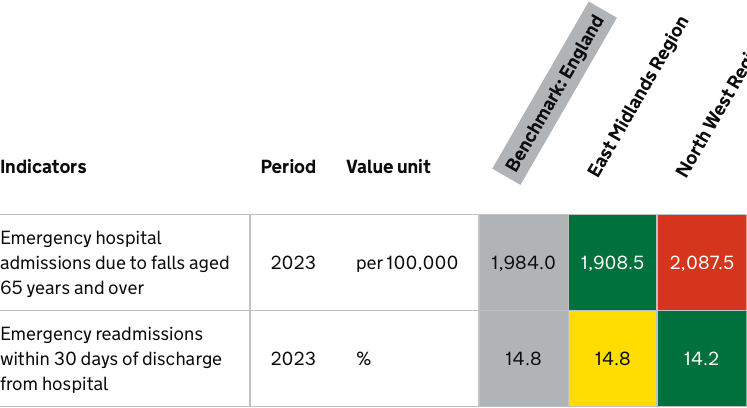 Benchmark: England
East Midlands Region
North West
Indicators Period Value unit
Emergency hospital
admissions due to falls aged
65 years and over
2023 per 100,000 1,984.0 1,908.5 2,087.5
Emergency readmissions
within 30 days of discharge
from hospital
2023 % 14.8 14.8 14.2